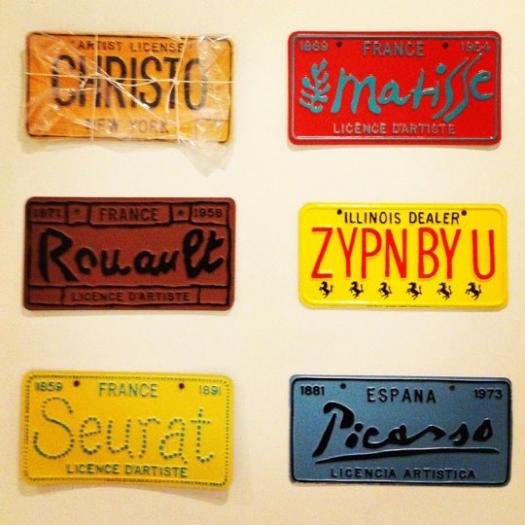 ARTIST LICENSE
CHRISTO
NEW YORK
1869 FRANCE 1954
matisse
LICENCE D'ARTISTE
1871 FRANCE 1958
Rouault
LICENCE D'ARTISTE
ILLINOIS DEALER
ZYPN BY U
1859 FRANCE 1891
Seurat
LICENCE D'ARTISTE
1881 ESPAÑA 1973
Picasso
LICENCIA ARTISTICA